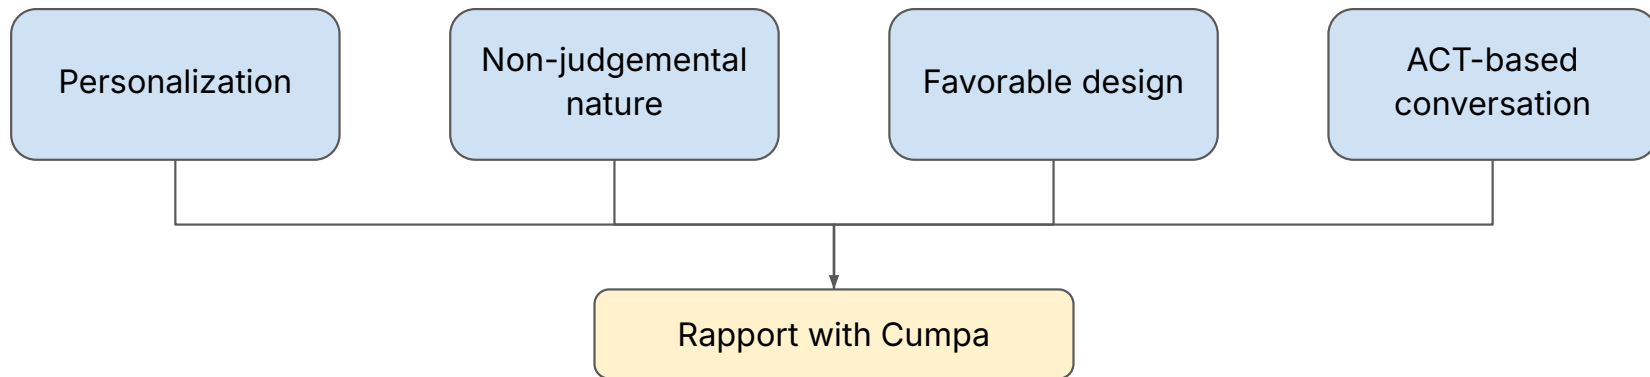 Personalization
Non-judgemental
nature
Favorable design
ACT-based
conversation
Rapport with Cumpa